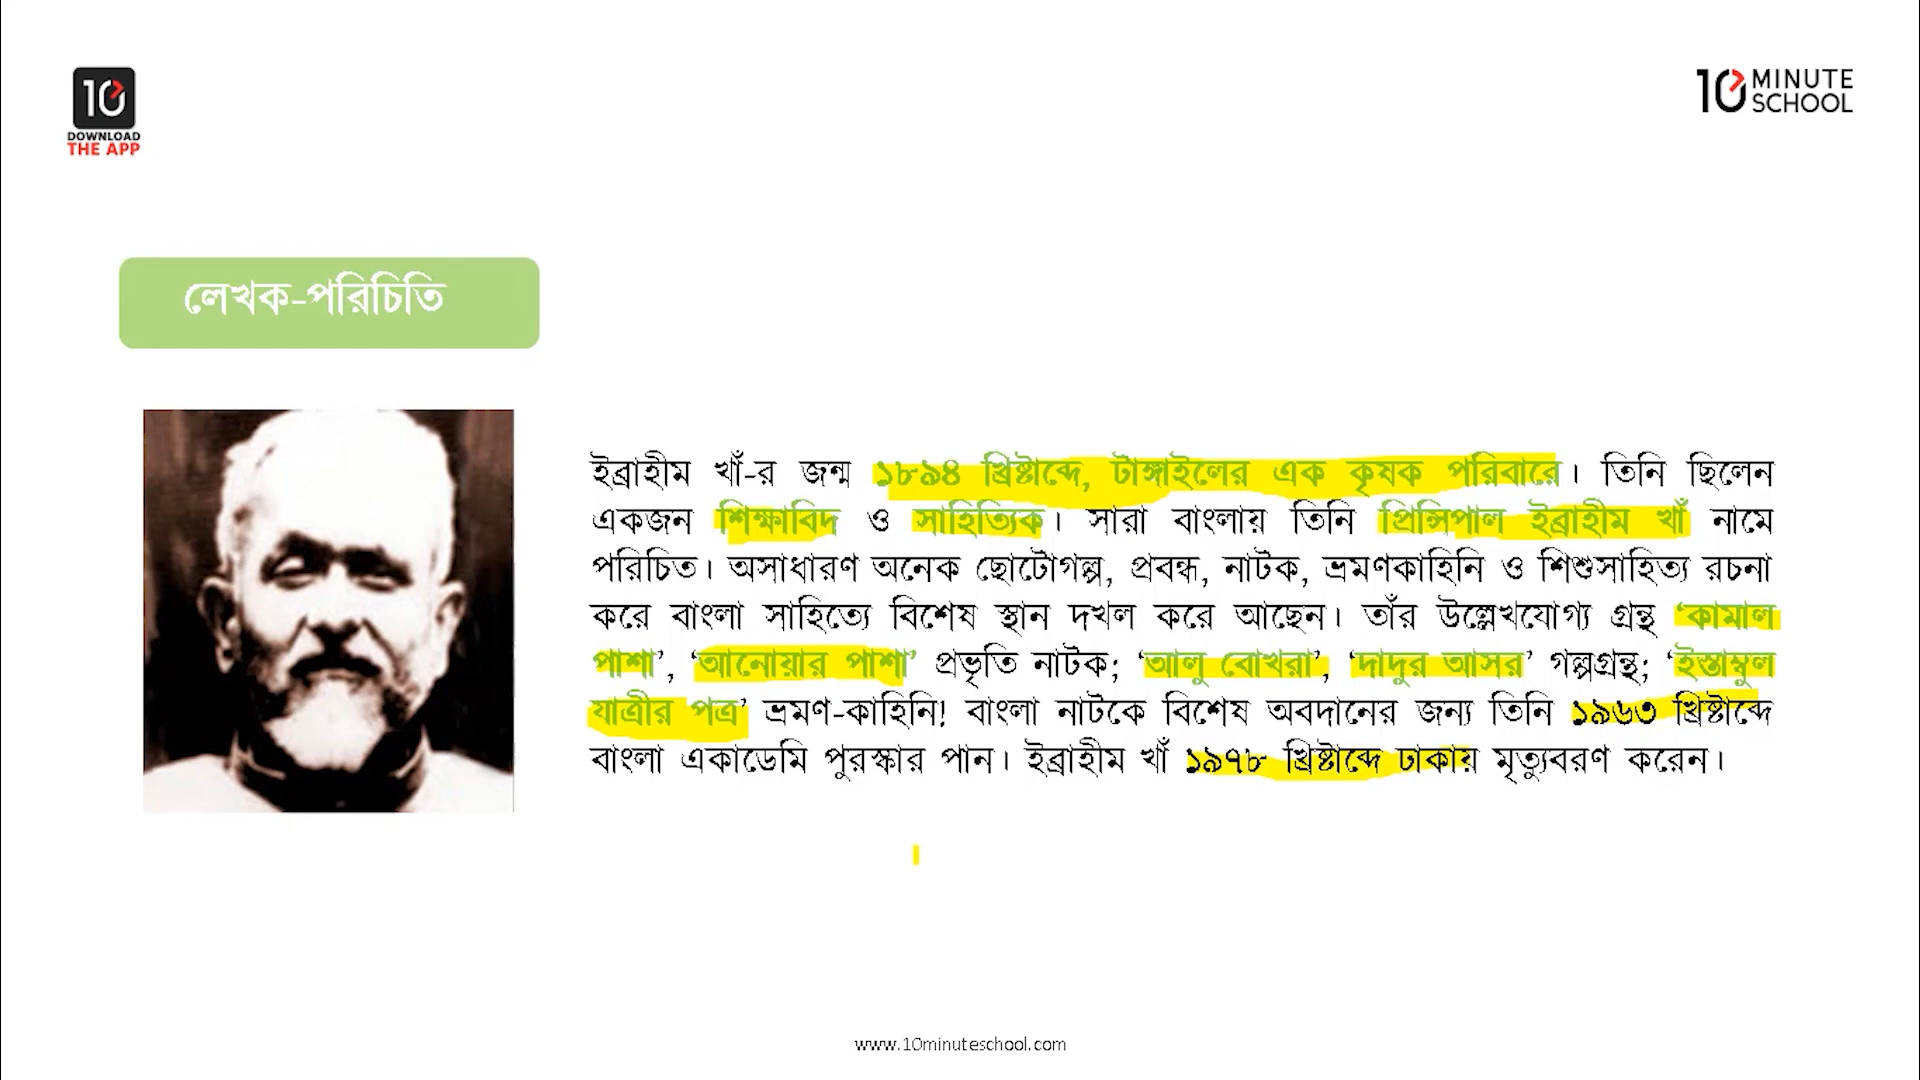 10
DOWNLOAD
THE APP
10 MINUTE
SCHOOL
লেখক-পরিচিতি
ইব্রাহীম খাঁ-র জন্ম ১৮৯৪ খ্রিষ্টাব্দে, টাঙ্গাইলের এক কৃষক পরিবারে। তিনি ছিলেন
একজন শিক্ষাবিদ ও সাহিত্যিক। সারা বাংলায় তিনি প্রিন্সিপাল ইব্রাহীম খাঁ নামে
পরিচিত। অসাধারণ অনেক ছোটোগল্প, প্রবন্ধ, নাটক, ভ্রমণকাহিনি ও শিশুসাহিত্য রচনা
করে বাংলা সাহিত্যে বিশেষ স্থান দখল করে আছেন। তাঁর উল্লেখযোগ্য গ্রন্থ ‘কামাল
পাশা’, ‘আনোয়ার পাশা’ প্রভৃতি নাটক; ‘আলু বোখরা’, ‘দাদুর আসর’ গল্পগ্রন্থ; ‘ইস্তাম্বুল
যাত্রীর পত্র’ ভ্রমণ-কাহিনি! বাংলা নাটকে বিশেষ অবদানের জন্য তিনি ১৯৬৩ খ্রিষ্টাব্দে
বাংলা একাডেমি পুরস্কার পান। ইব্রাহীম খাঁ ১৯৭৮ খ্রিষ্টাব্দে ঢাকায় মৃত্যুবরণ করেন।
www.10minuteschool.com